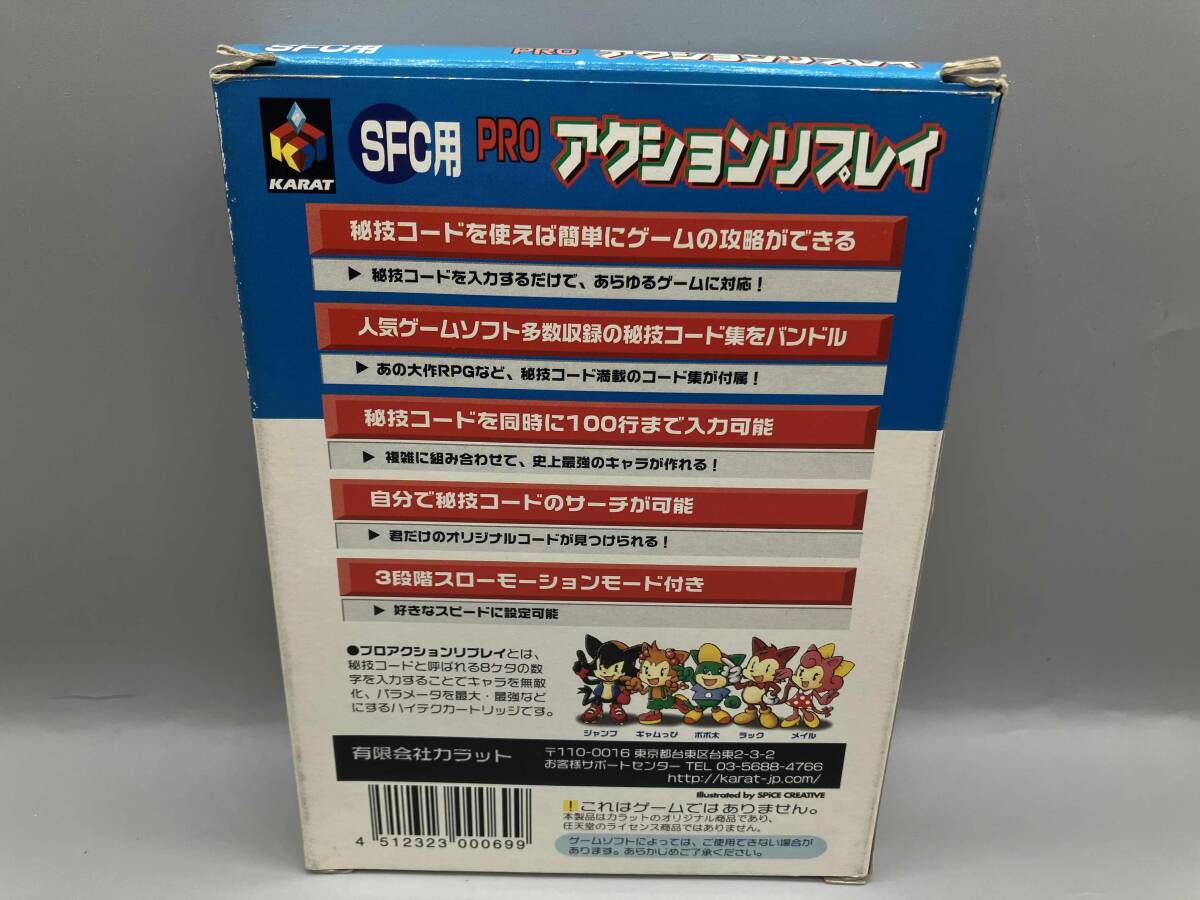 SFC用 PRO アクションリプレイ
KARAT
SFC用 PRO アクションリプレイ
秘技コードを使えば簡単にゲームの攻略ができる
▶ 秘技コードを入力するだけで、あらゆるゲームに対応！
人気ゲームソフト多数収録の秘技コード集をバンドル
▶ あの大作RPGなど、秘技コード満載のコード集が付属！
秘技コードを同時に100行まで入力可能
▶ 複雑に組み合わせて、史上最強のキャラが作れる！
自分で秘技コードのサーチが可能
▶ 君だけのオリジナルコードが見つけられる！
3段階スローモーションモード付き
▶ 好きなスピードに設定可能
●プロアクションリプレイとは、
秘技コードと呼ばれる8ケタの数
字を入力することでキャラを無敵
化、パラメータを最大・最強など
にするハイテクカートリッジです。
ジャンプ ギャムっぴ ポポ太 ラック メイル
有限会社カラット
〒110-0016 東京都台東区台東2-3-2
お客様サポートセンター TEL 03-5688-4766
http://karat-jp.com/
Illustrated by SPiCE CREATIVE
！これはゲームではありません。
本製品はカラットのオリジナル商品であり、
任天堂のライセンス商品ではありません。
ゲームソフトによっては、ご使用できない場合が
あります。あらかじめご了承ください。
4 512323 000699